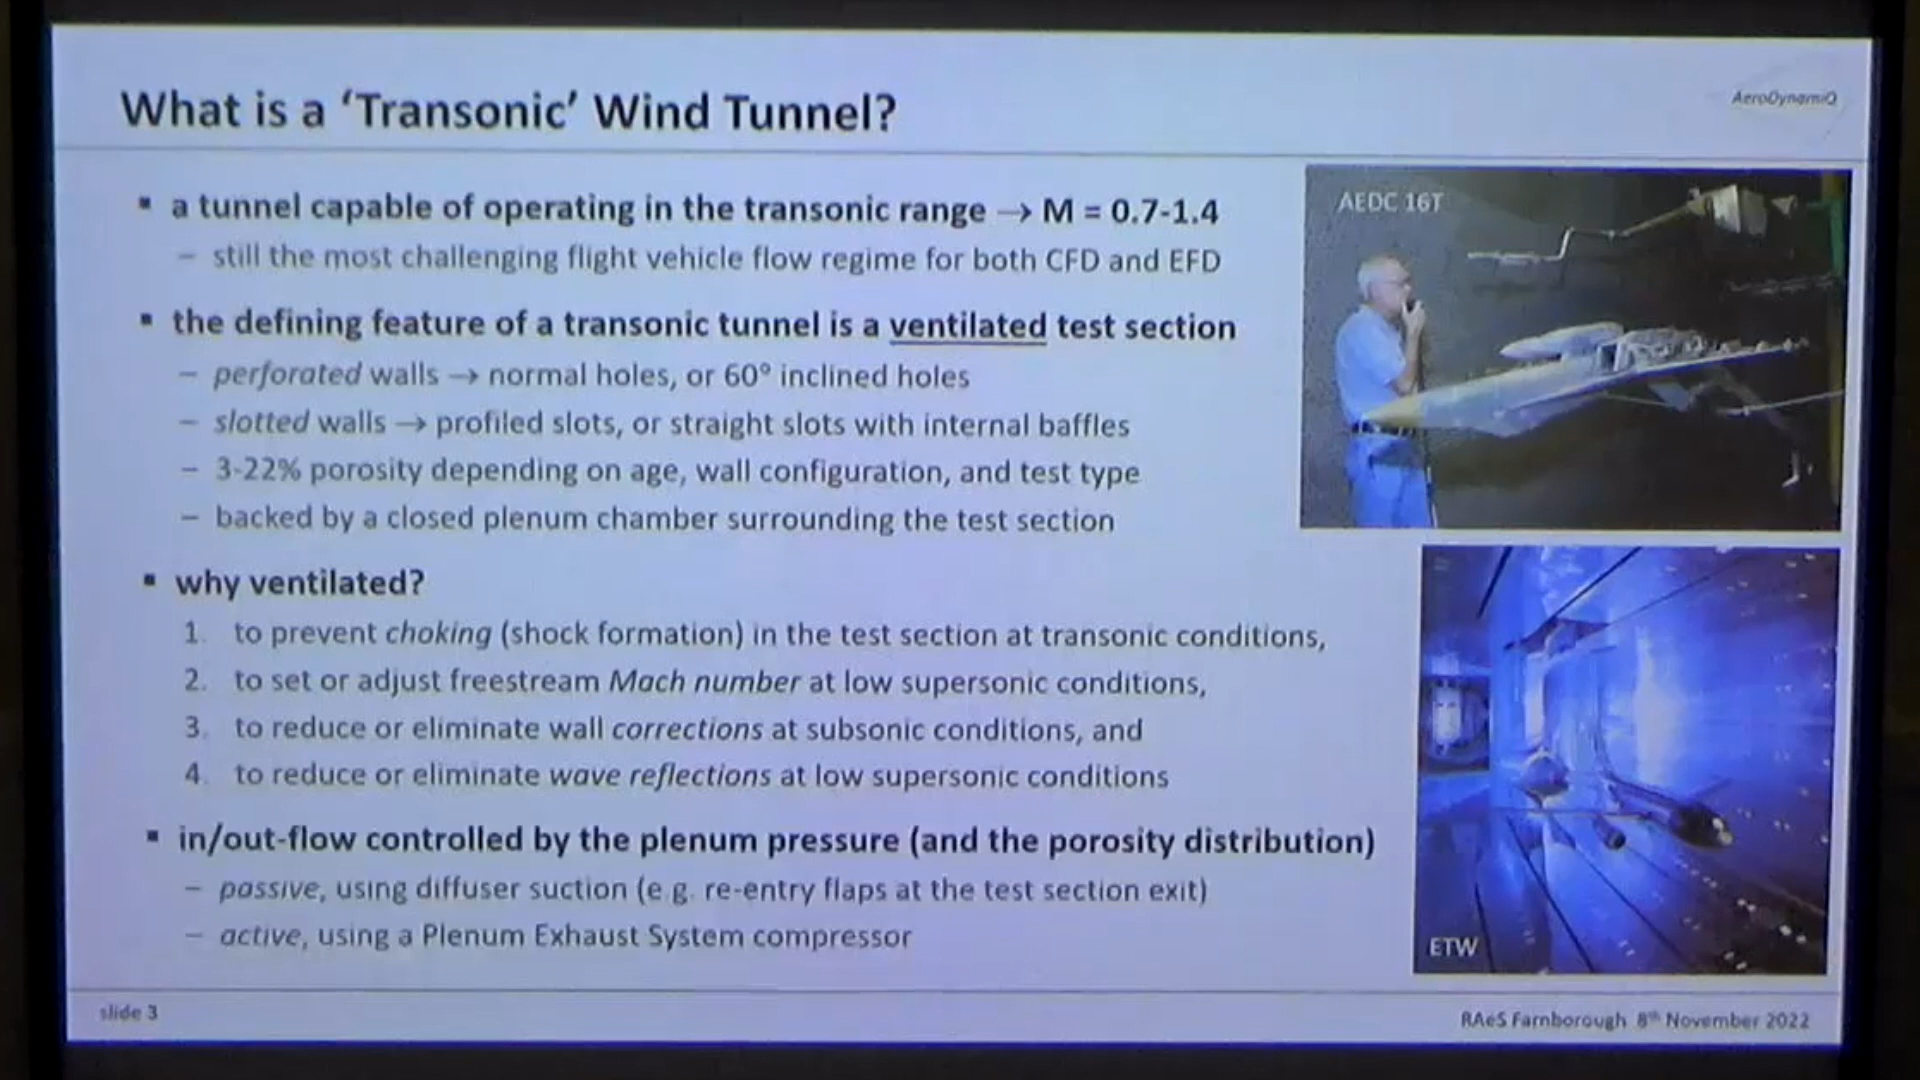 What is a ‘Transonic’ Wind Tunnel?
AeroDynamiQ
▪ a tunnel capable of operating in the transonic range → M = 0.7-1.4
– still the most challenging flight vehicle flow regime for both CFD and EFD
▪ the defining feature of a transonic tunnel is a ventilated test section
– perforated walls → normal holes, or 60° inclined holes
– slotted walls → profiled slots, or straight slots with internal baffles
– 3-22% porosity depending on age, wall configuration, and test type
– backed by a closed plenum chamber surrounding the test section
▪ why ventilated?
1. to prevent choking (shock formation) in the test section at transonic conditions,
2. to set or adjust freestream Mach number at low supersonic conditions,
3. to reduce or eliminate wall corrections at subsonic conditions, and
4. to reduce or eliminate wave reflections at low supersonic conditions
▪ in/out-flow controlled by the plenum pressure (and the porosity distribution)
– passive, using diffuser suction (e.g. re-entry flaps at the test section exit)
– active, using a Plenum Exhaust System compressor
AEDC 16T
ETW
slide 3
RAeS Farnborough 8th November 2022